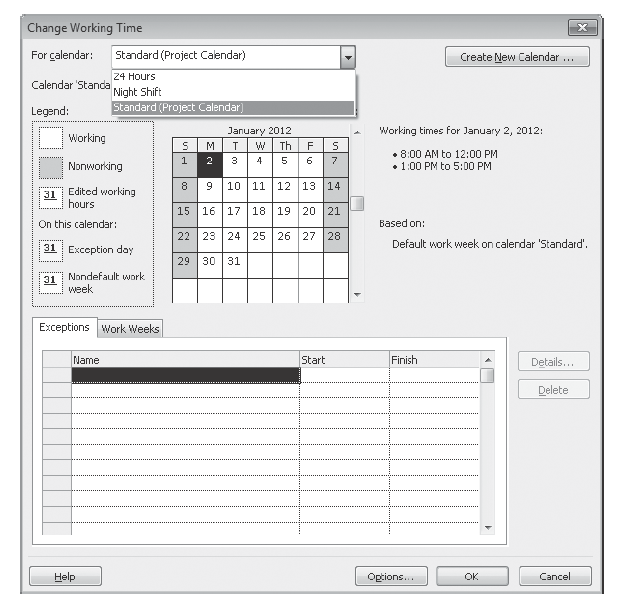 Change Working Time
For calendar: Standard (Project Calendar) Create New Calendar ...
24 Hours
Night Shift
Standard (Project Calendar)
Calendar 'Standa
Legend:
Working
Nonworking
31 Edited working
hours
On this calendar:
31 Exception day
31 Nondefault work
week
January 2012
S M T W Th F S
1 2 3 4 5 6 7
8 9 10 11 12 13 14
15 16 17 18 19 20 21
22 23 24 25 26 27 28
29 30 31
Working times for January 2, 2012:
• 8:00 AM to 12:00 PM
• 1:00 PM to 5:00 PM
Based on:
Default work week on calendar 'Standard'.
Exceptions Work Weeks
Name Start Finish
Details...
Delete
Help Options... OK Cancel